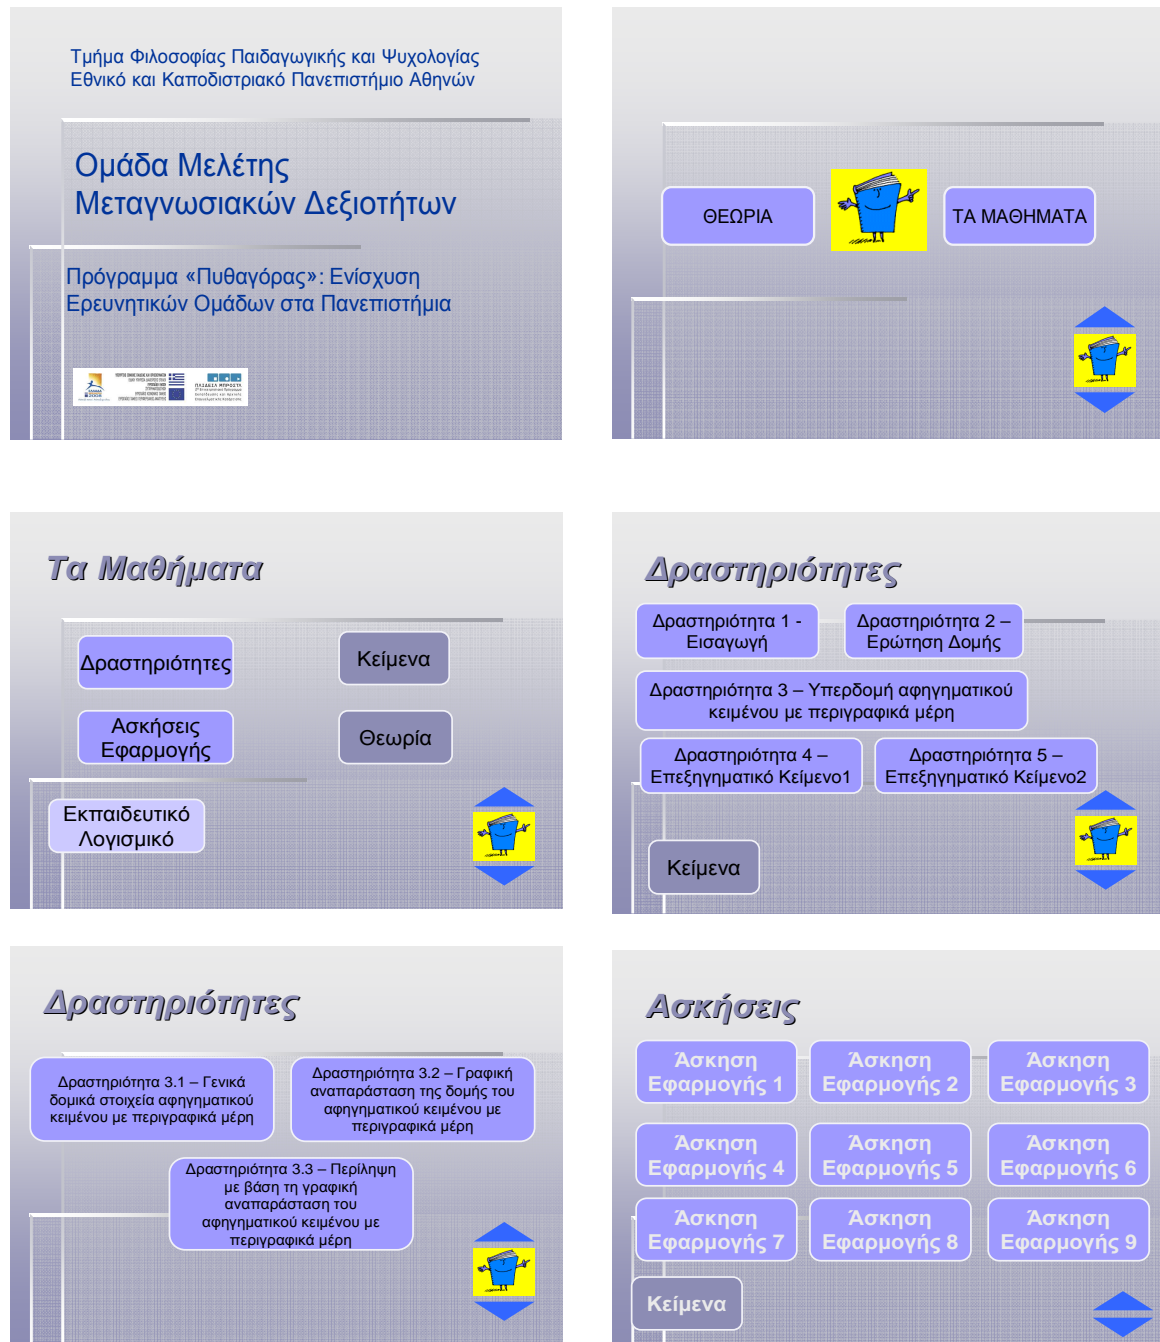 Τμήμα Φιλοσοφίας Παιδαγωγικής και Ψυχολογίας
Εθνικό και Καποδιστριακό Πανεπιστήμιο Αθηνών
Ομάδα Μελέτης
Μεταγνωσιακών Δεξιοτήτων
Πρόγραμμα «Πυθαγόρας»: Ενίσχυση
Ερευνητικών Ομάδων στα Πανεπιστήμια
ΘΕΩΡΙΑ
ΤΑ ΜΑΘΗΜΑΤΑ
Τα Μαθήματα
Δραστηριότητες
Κείμενα
Ασκήσεις
Εφαρμογής
Θεωρία
Εκπαιδευτικό
Λογισμικό
Δραστηριότητες
Δραστηριότητα 1 -
Εισαγωγή
Δραστηριότητα 2 –
Ερώτηση Δομής
Δραστηριότητα 3 – Υπερδομή αφηγηματικού
κειμένου με περιγραφικά μέρη
Δραστηριότητα 4 –
Επεξηγηματικό Κείμενο1
Δραστηριότητα 5 –
Επεξηγηματικό Κείμενο2
Κείμενα
Δραστηριότητες
Δραστηριότητα 3.1 – Γενικά
δομικά στοιχεία αφηγηματικού
κειμένου με περιγραφικά μέρη
Δραστηριότητα 3.2 – Γραφική
αναπαράσταση της δομής του
αφηγηματικού κειμένου με
περιγραφικά μέρη
Δραστηριότητα 3.3 – Περίληψη
με βάση τη γραφική
αναπαράσταση του
αφηγηματικού κειμένου με
περιγραφικά μέρη
Ασκήσεις
Άσκηση
Εφαρμογής 1
Άσκηση
Εφαρμογής 2
Άσκηση
Εφαρμογής 3
Άσκηση
Εφαρμογής 4
Άσκηση
Εφαρμογής 5
Άσκηση
Εφαρμογής 6
Άσκηση
Εφαρμογής 7
Άσκηση
Εφαρμογής 8
Άσκηση
Εφαρμογής 9
Κείμενα